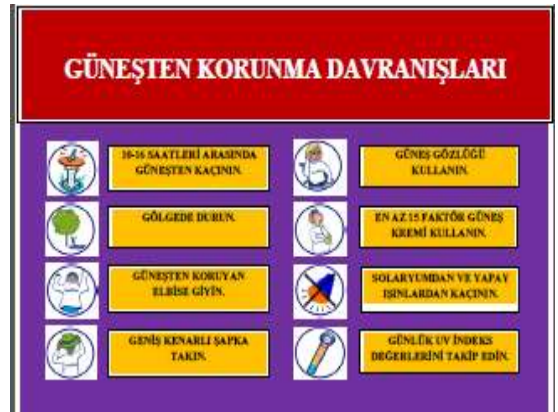 GÜNEŞTEN KORUNMA DAVRANIŞLARI
10-16 SAATLERİ ARASINDA
GÜNEŞTEN KAÇININ.
GÖLGEDE DURUN.
GÜNEŞTEN KORUYAN
ELBİSE GİYİN.
GENİŞ KENARLI ŞAPKA
TAKIN.
GÜNEŞ GÖZLÜĞÜ
KULLANIN.
EN AZ 15 FAKTÖR GÜNEŞ
KREMİ KULLANIN.
SOLARYUMDAN VE YAPAY
IŞINLARDAN KAÇININ.
GÜNLÜK UV İNDEKS
DEĞERLERİNİ TAKİP EDİN.